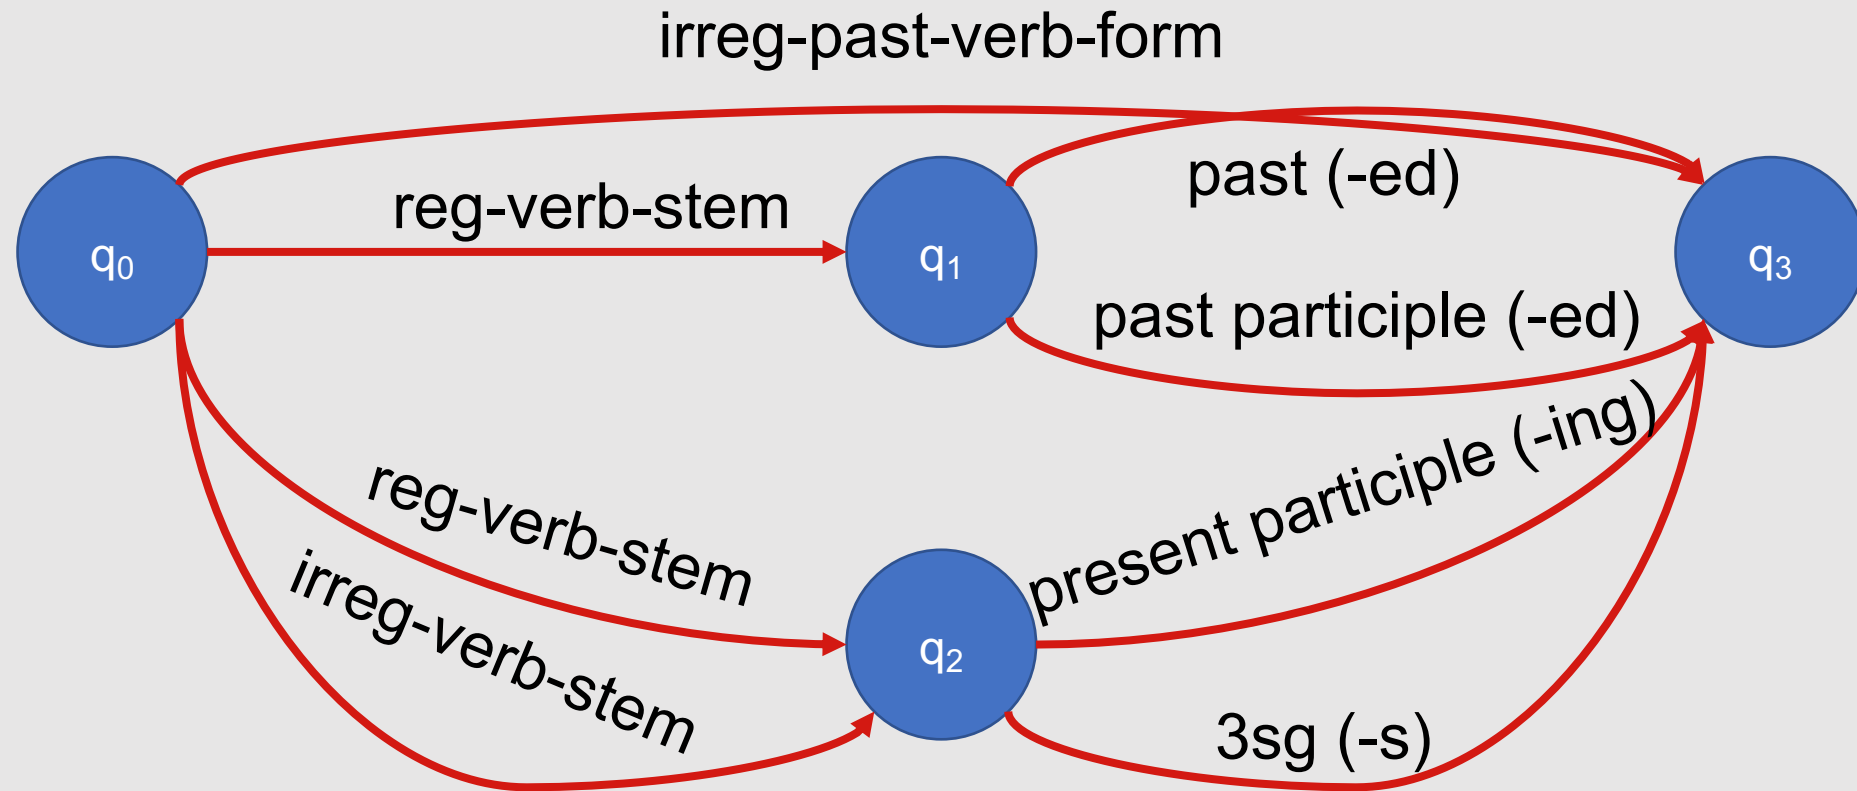 irreg-past-verb-form
past (-ed)
reg-verb-stem
q₀
q₁
q₃
past participle (-ed)
reg-verb-stem
present participle (-ing)
irreg-verb-stem
q₂
3sg (-s)